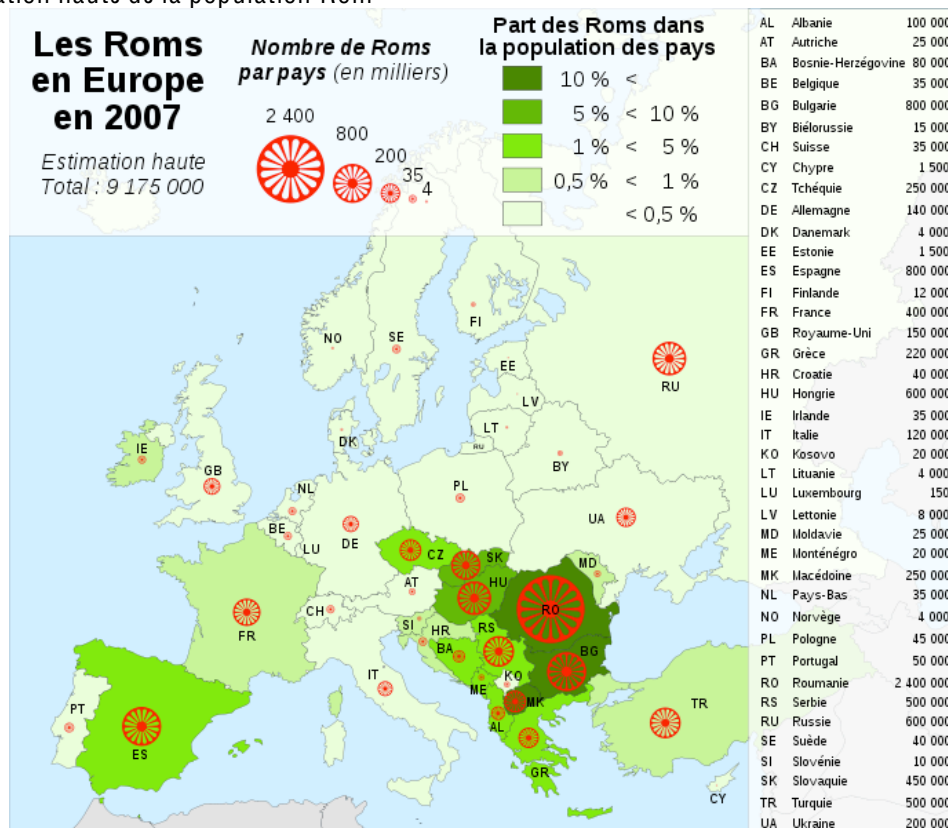 ation haute de la population Rom
Les Roms
en Europe
en 2007
Estimation haute
Total : 9 175 000
Nombre de Roms
par pays (en milliers)
2 400
800
200
35
4
Part des Roms dans
la population des pays
10 % <
5 % < 10 %
1 % < 5 %
0,5 % < 1 %
< 0,5 %
NO
SE
FI
RU
EE
LV
LT
RU
DK
IE
GB
BY
NL
PL
BE
UA
LU
DE
CZ
SK
MD
AT
HU
FR
CH
RO
SI
HR
RS
BA
BG
IT
KO
ME
PT
MK
TR
AL
ES
GR
CY
AL Albanie 100 000
AT Autriche 25 000
BA Bosnie-Herzégovine 80 000
BE Belgique 35 000
BG Bulgarie 800 000
BY Biélorussie 15 000
CH Suisse 35 000
CY Chypre 1 500
CZ Tchéquie 250 000
DE Allemagne 140 000
DK Danemark 4 000
EE Estonie 1 500
ES Espagne 800 000
FI Finlande 12 000
FR France 400 000
GB Royaume-Uni 150 000
GR Grèce 220 000
HR Croatie 40 000
HU Hongrie 600 000
IE Irlande 35 000
IT Italie 120 000
KO Kosovo 20 000
LT Lituanie 4 000
LU Luxembourg 150
LV Lettonie 8 000
MD Moldavie 25 000
ME Monténégro 20 000
MK Macédoine 250 000
NL Pays-Bas 35 000
NO Norvège 4 000
PL Pologne 45 000
PT Portugal 50 000
RO Roumanie 2 400 000
RS Serbie 500 000
RU Russie 600 000
SE Suède 40 000
SI Slovénie 10 000
SK Slovaquie 450 000
TR Turquie 500 000
UA Ukraine 200 000